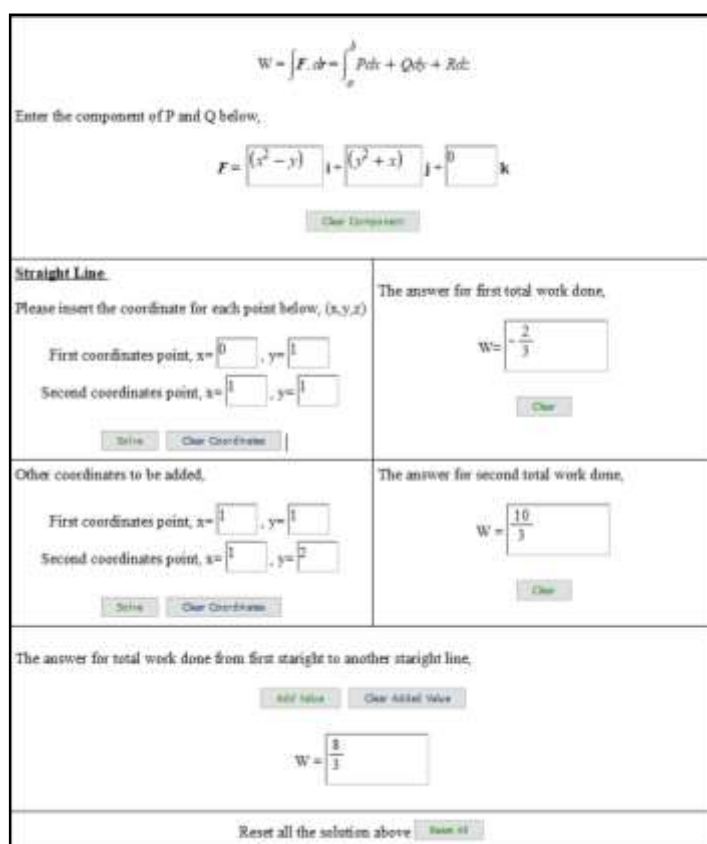 W = ∫F.dr = ∫ₐᵇ Pdx + Qdy + Rdz
Enter the component of P and Q below,
F = (x² − y) i + (y² + x) j + 0 k
Clear Component
Straight Line
Please insert the coordinate for each point below, (x,y,z)
First coordinates point, x= 0 , y= 1
Second coordinates point, x= 1 , y= 1
Solve Clear Coordinates
The answer for first total work done,
W= -2/3
Clear
Other coordinates to be added,
First coordinates point, x= 1 , y= 1
Second coordinates point, x= 1 , y= 2
Solve Clear Coordinates
The answer for second total work done,
W = 10/3
Clear
The answer for total work done from first staright to another staright line,
Add Value Clear Added Value
W = 8/3
Reset all the solution above Reset All